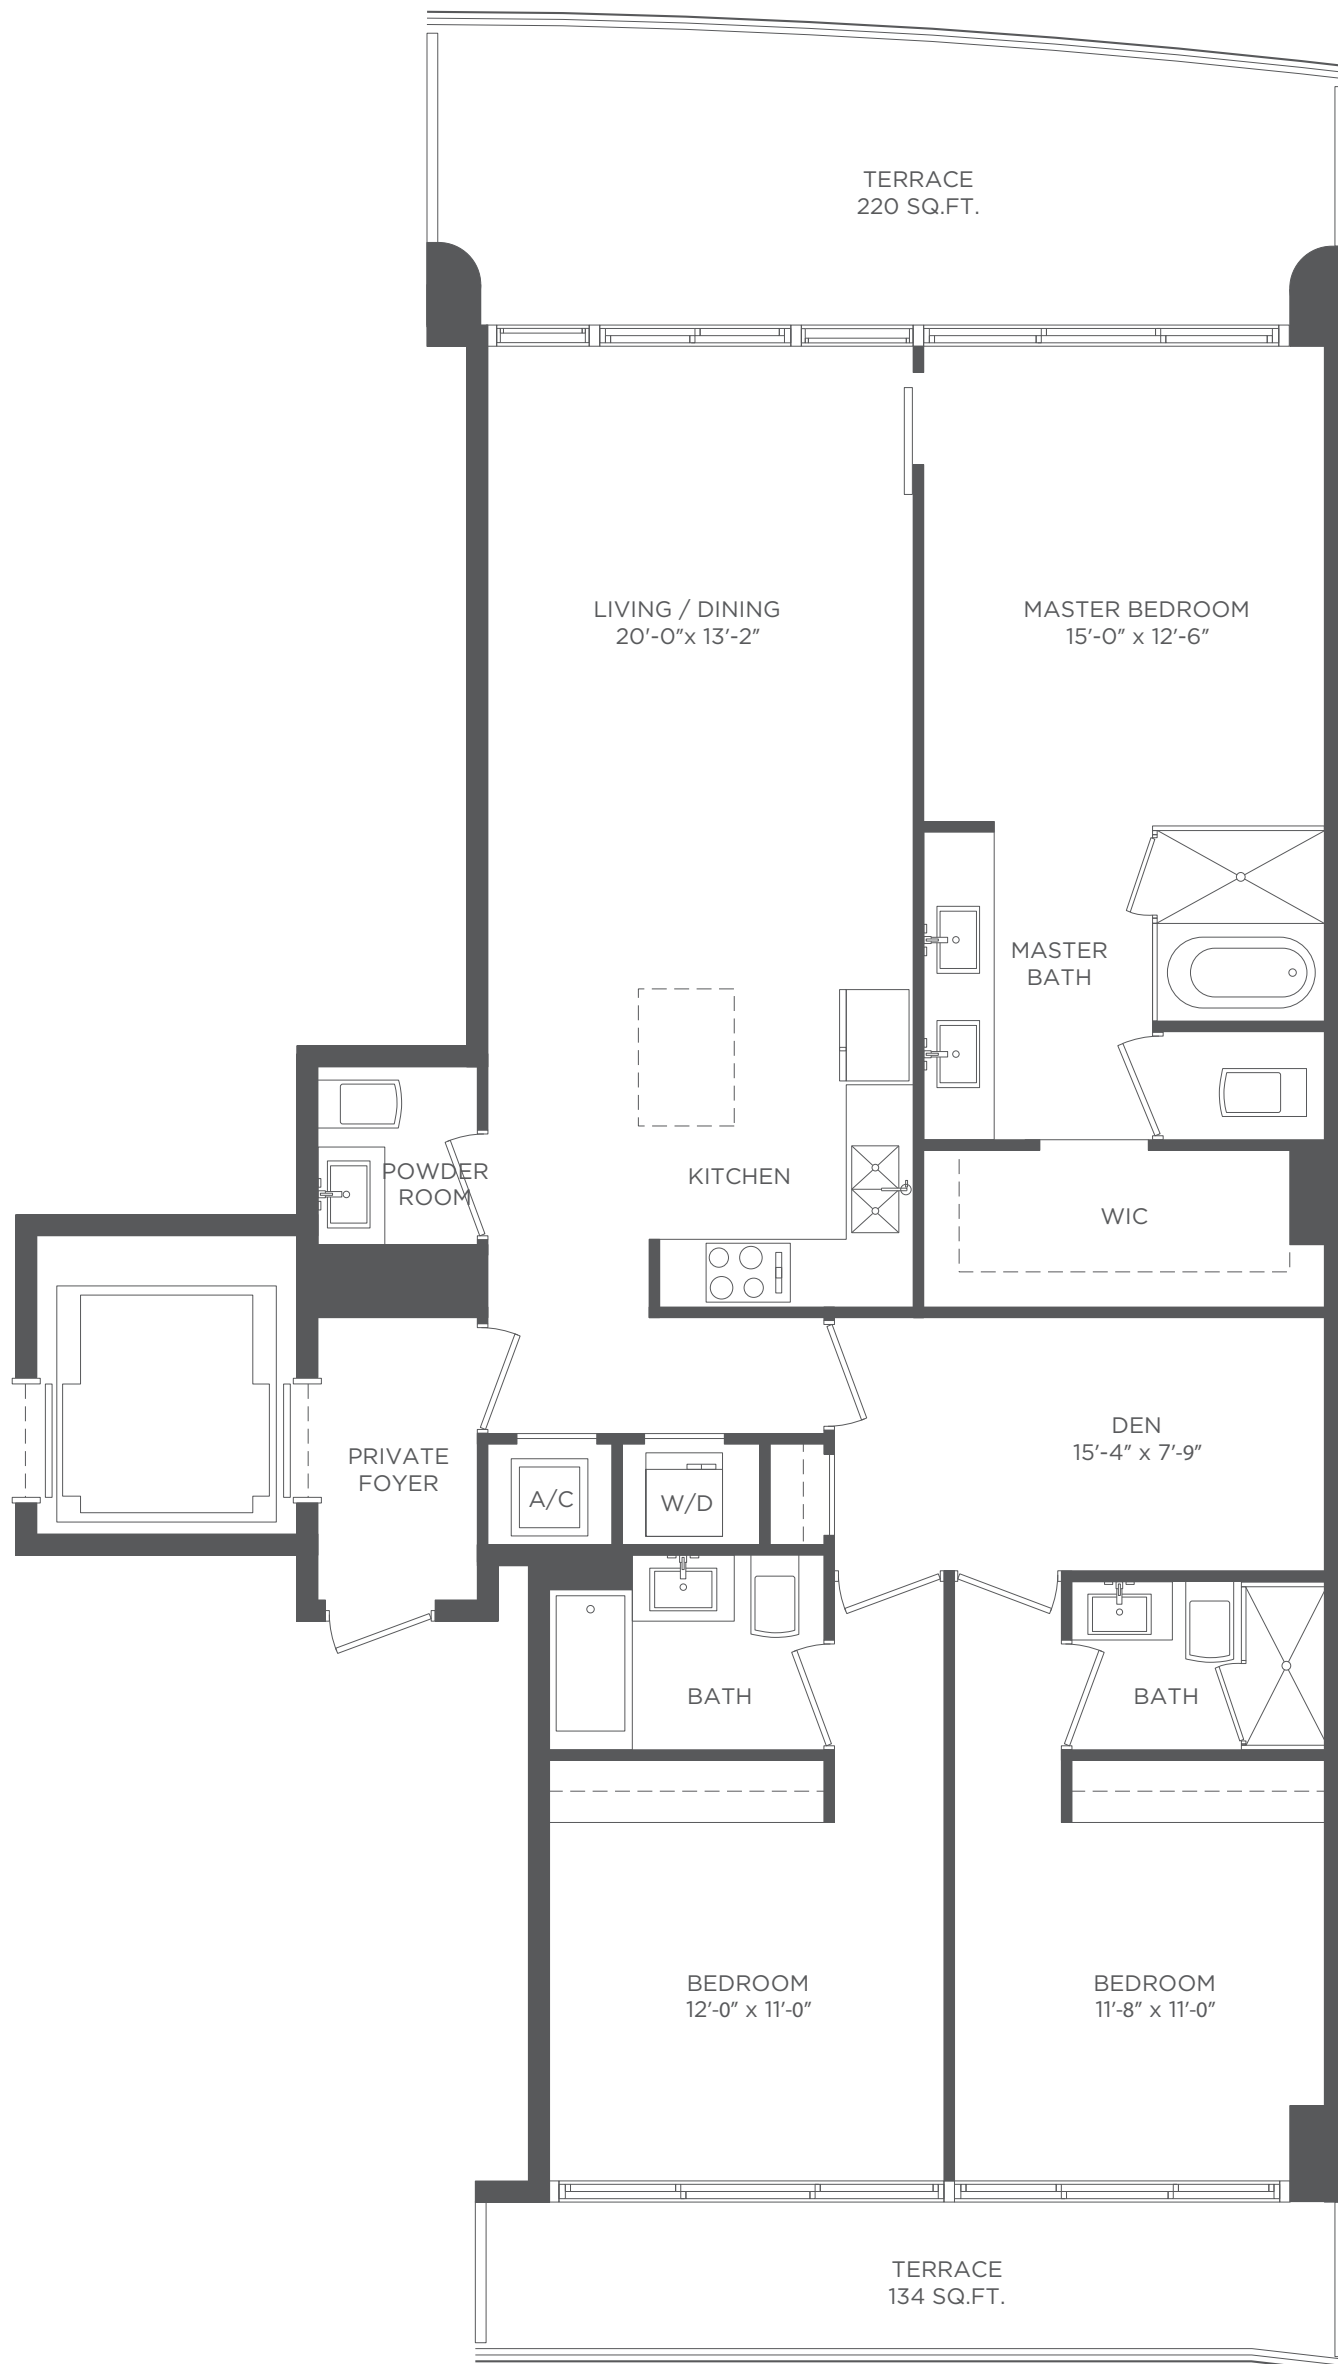 TERRACE
220 SQ.FT.
LIVING / DINING
20'-0"x 13'-2"
MASTER BEDROOM
15'-0" x 12'-6"
MASTER
BATH
POWDER
ROOM
KITCHEN
WIC
PRIVATE
FOYER
DEN
15'-4" x 7'-9"
A/C
W/D
BATH
BATH
BEDROOM
12'-0" x 11'-0"
BEDROOM
11'-8" x 11'-0"
TERRACE
134 SQ.FT.